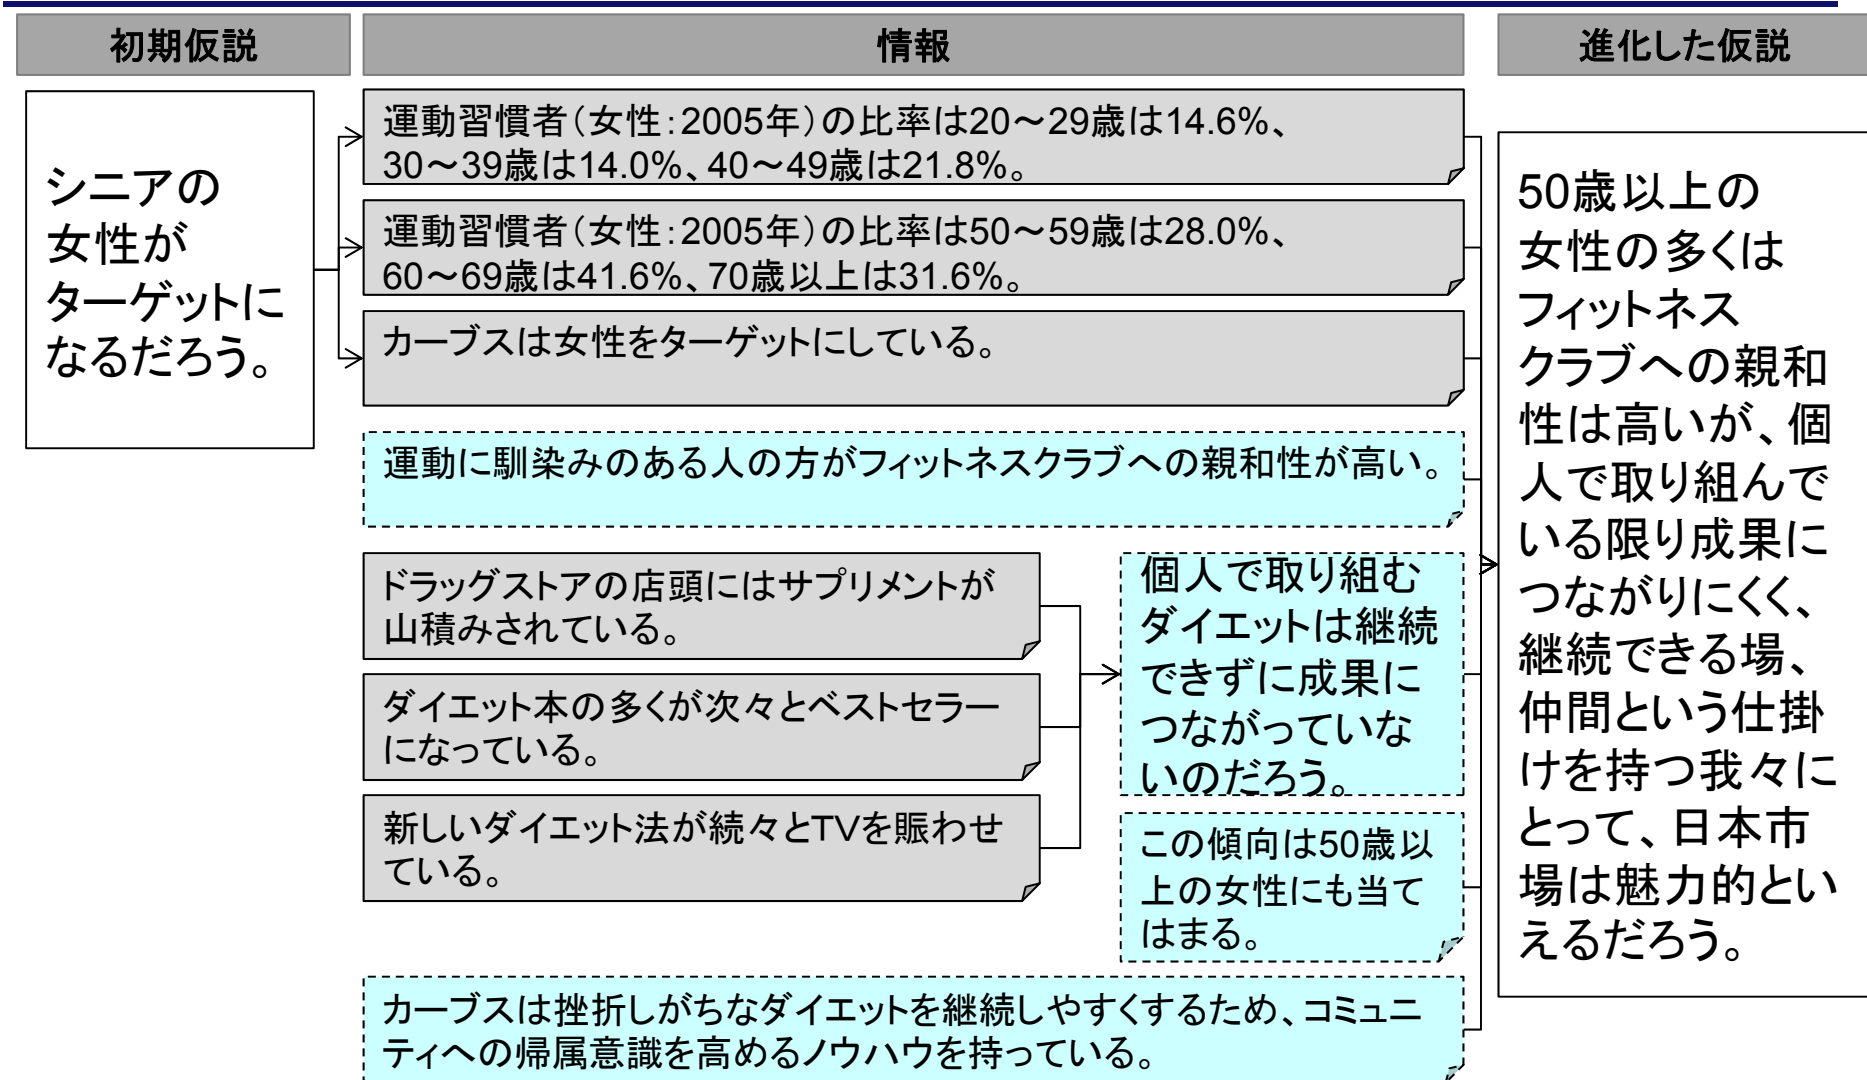 初期仮説
情報
進化した仮説
シニアの
女性が
ターゲットに
なるだろう。
運動習慣者(女性:2005年)の比率は20～29歳は14.6%、
30～39歳は14.0%、40～49歳は21.8%。
運動習慣者(女性:2005年)の比率は50～59歳は28.0%、
60～69歳は41.6%、70歳以上は31.6%。
カーブスは女性をターゲットにしている。
運動に馴染みのある人の方がフィットネスクラブへの親和性が高い。
ドラッグストアの店頭にはサプリメントが
山積みされている。
ダイエット本の多くが次々とベストセラー
になっている。
新しいダイエット法が続々とTVを賑わせ
ている。
個人で取り組む
ダイエットは継続
できずに成果に
つながっていな
いのだろう。
この傾向は50歳以
上の女性にも当て
はまる。
カーブスは挫折しがちなダイエットを継続しやすくするため、コミュニ
ティへの帰属意識を高めるノウハウを持っている。
50歳以上の
女性の多くは
フィットネス
クラブへの親和
性は高いが、個
人で取り組んで
いる限り成果に
つながりにくく、
継続できる場、
仲間という仕掛
けを持つ我々に
とって、日本市
場は魅力的とい
えるだろう。